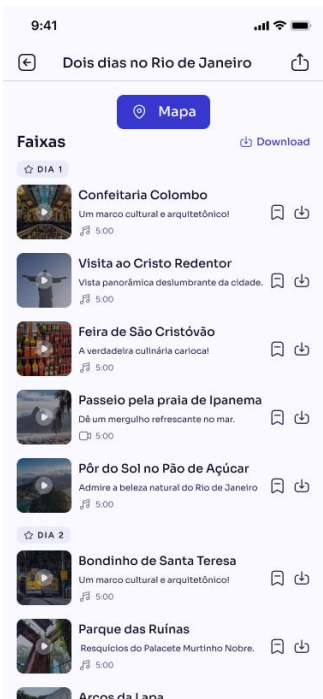 9:41
Dois dias no Rio de Janeiro
Mapa
Faixas
Download
DIA 1
Confeitaria Colombo
Um marco cultural e arquitetônico!
5:00
Visita ao Cristo Redentor
Vista panorâmica deslumbrante da cidade.
5:00
Feira de São Cristóvão
A verdadeira culinária carioca!
5:00
Passeio pela praia de Ipanema
Dê um mergulho refrescante no mar.
5:00
Pôr do Sol no Pão de Açúcar
Admire a beleza natural do Rio de Janeiro
5:00
DIA 2
Bondinho de Santa Teresa
Um marco cultural e arquitetônico!
5:00
Parque das Ruínas
Resquícios do Palacete Murtinho Nobre.
5:00
Arcos da Lapa